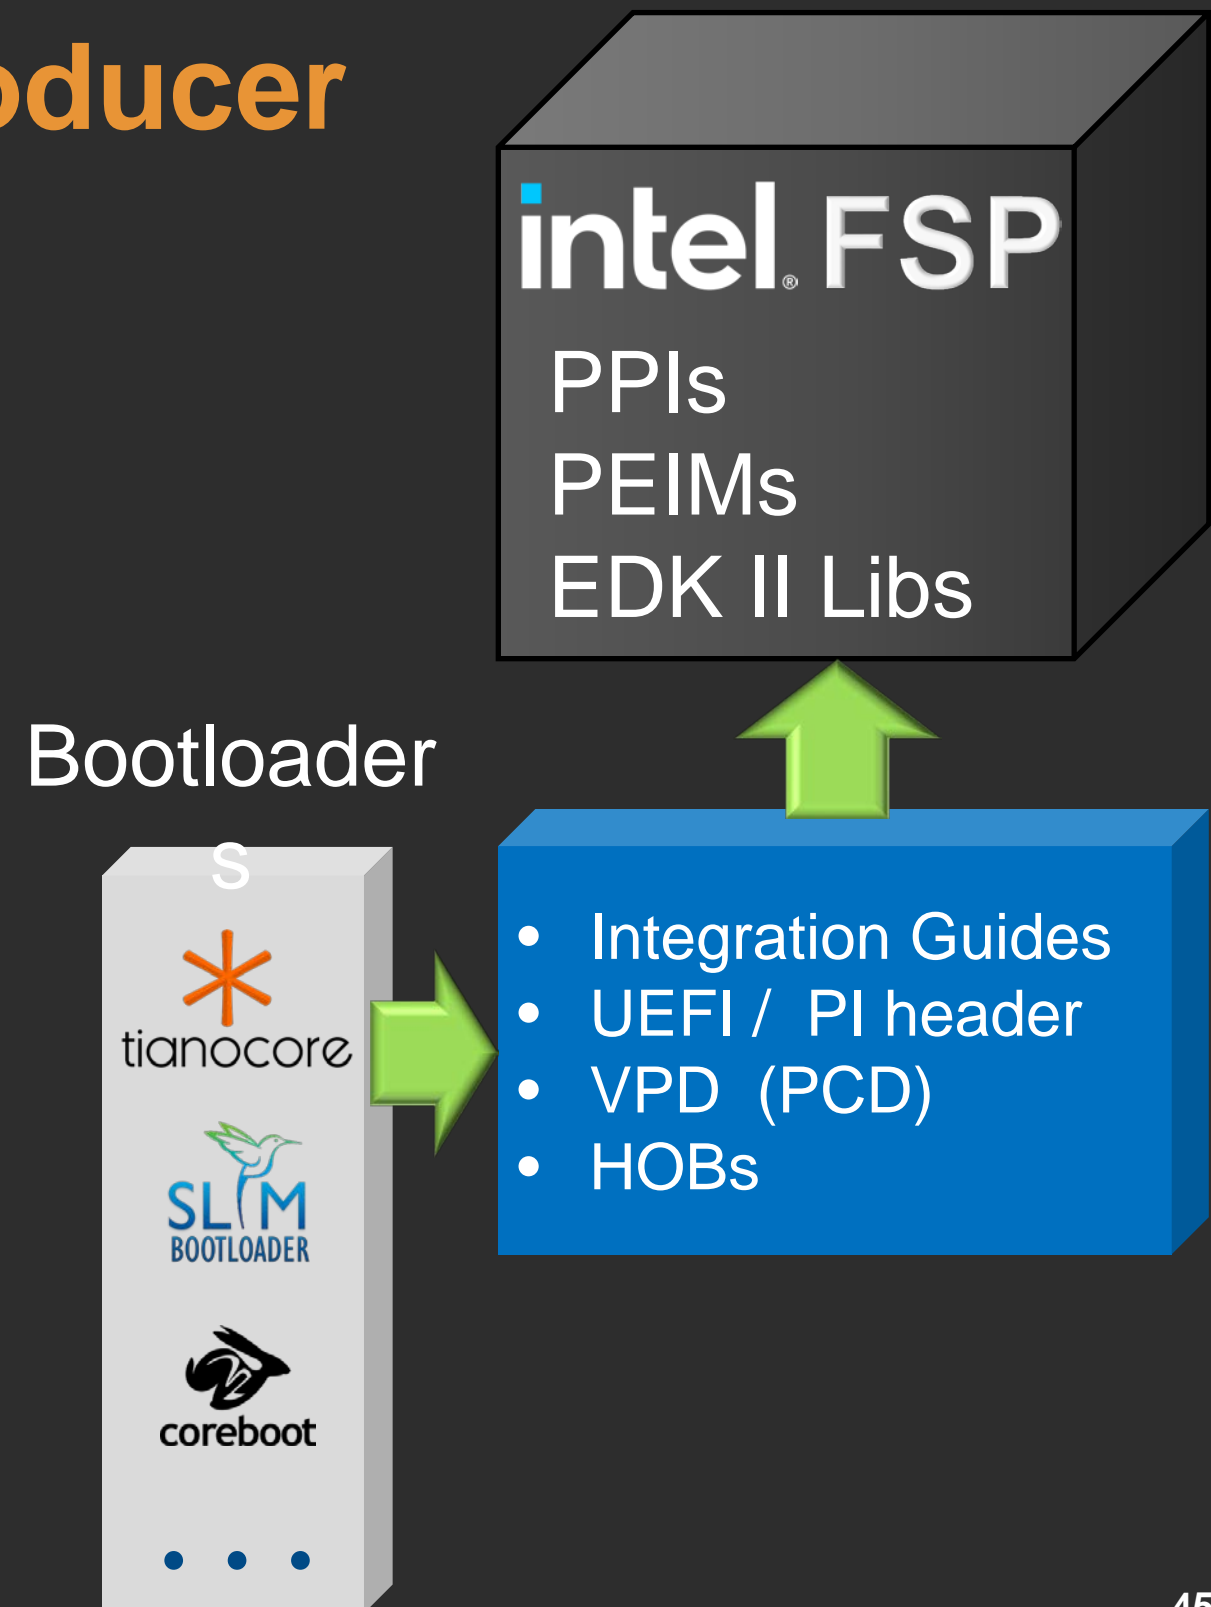 oducer
intel® FSP
PPIs
PEIMs
EDK II Libs
Bootloader
s
tianocore
SLIM
BOOTLOADER
coreboot
• • •
• Integration Guides
• UEFI / PI header
• VPD (PCD)
• HOBs
45